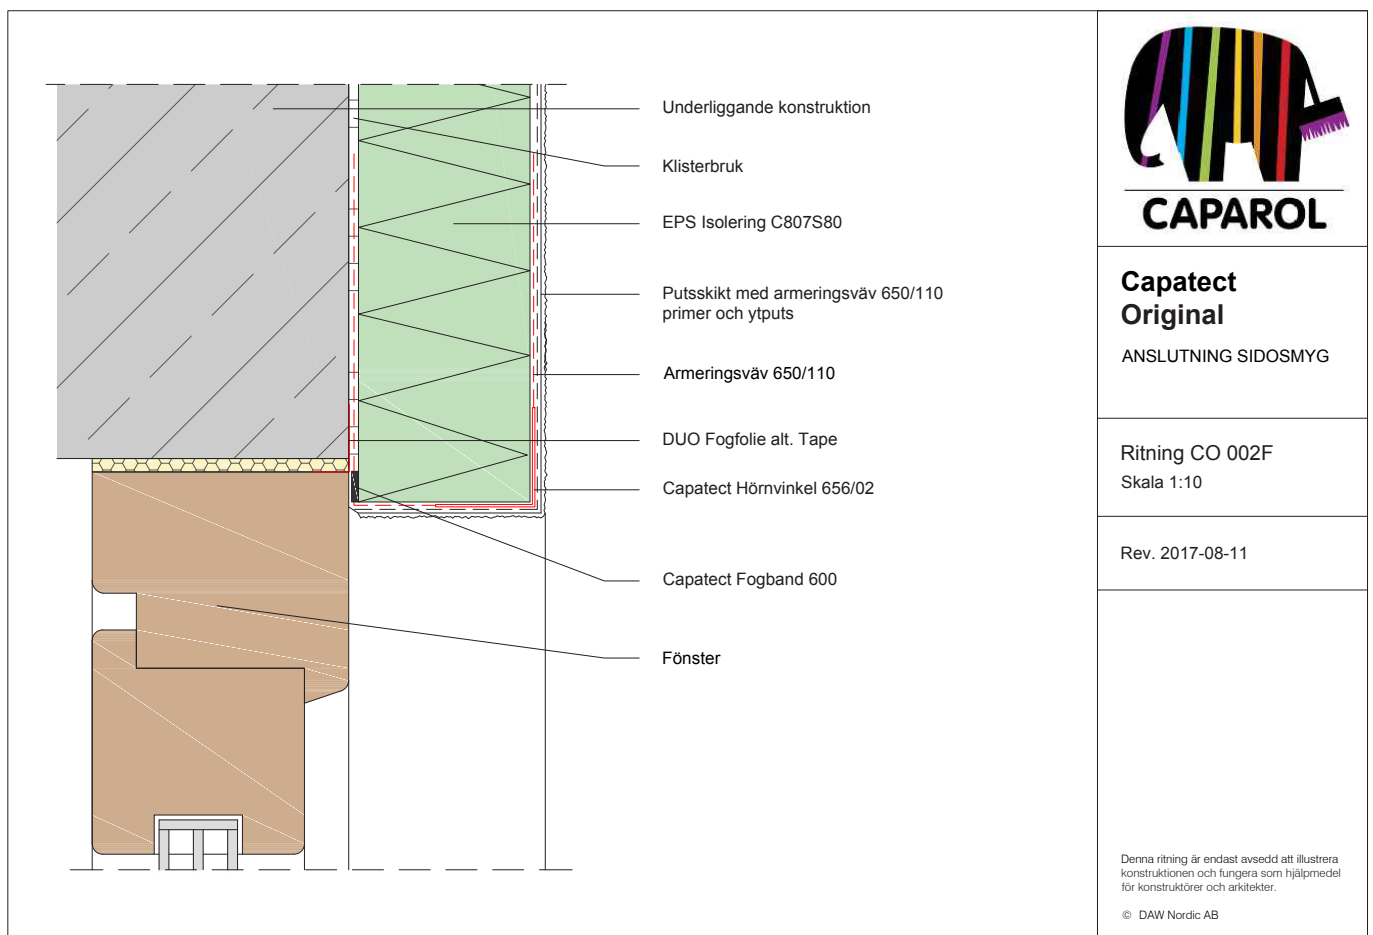 Underliggande konstruktion
Klisterbruk
EPS Isolering C807S80
Putsskikt med armeringsväv 650/110
primer och ytputs
Armeringsväv 650/110
DUO Fogfolie alt. Tape
Capatect Hörnvinkel 656/02
Capatect Fogband 600
Fönster
CAPAROL
Capatect
Original
ANSLUTNING SIDOSMYG
Ritning CO 002F
Skala 1:10
Rev. 2017-08-11
Denna ritning är endast avsedd att illustrera
konstruktionen och fungera som hjälpmedel
för konstruktörer och arkitekter.
© DAW Nordic AB